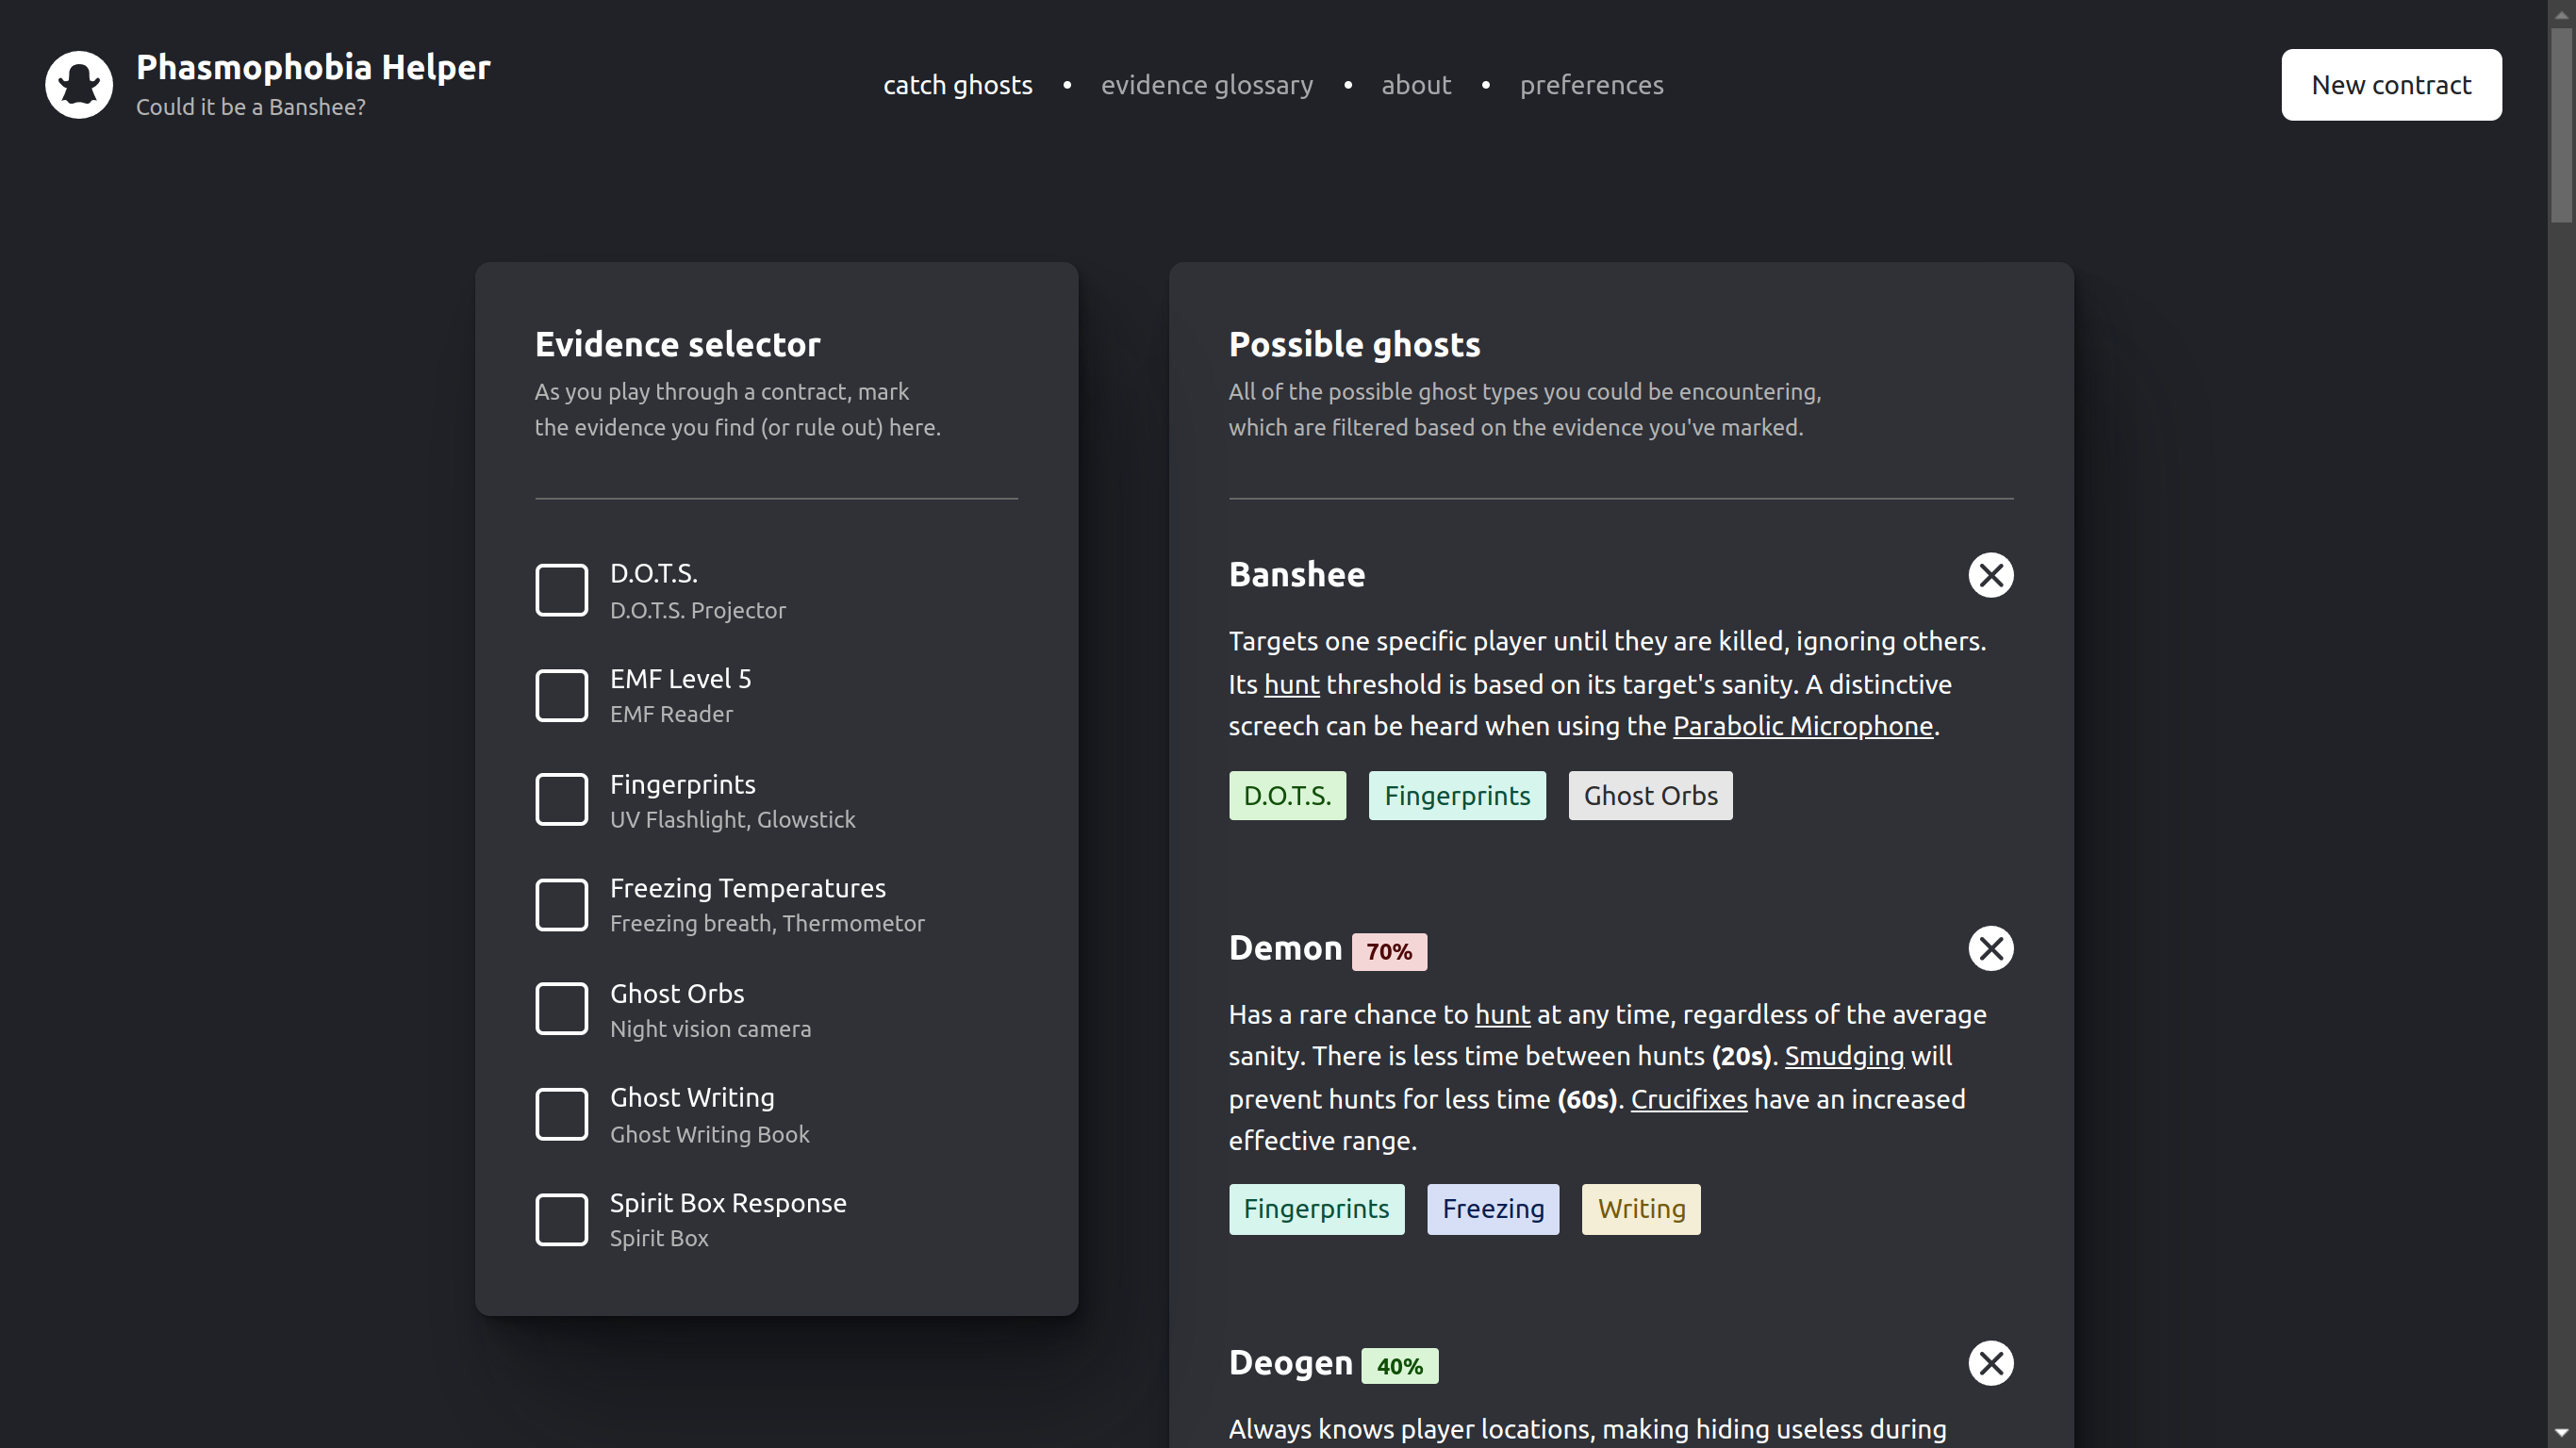 Phasmophobia Helper
Could it be a Banshee?
catch ghosts • evidence glossary • about • preferences
New contract
Evidence selector
As you play through a contract, mark
the evidence you find (or rule out) here.
D.O.T.S.
D.O.T.S. Projector
EMF Level 5
EMF Reader
Fingerprints
UV Flashlight, Glowstick
Freezing Temperatures
Freezing breath, Thermometor
Ghost Orbs
Night vision camera
Ghost Writing
Ghost Writing Book
Spirit Box Response
Spirit Box
Possible ghosts
All of the possible ghost types you could be encountering,
which are filtered based on the evidence you've marked.
Banshee
Targets one specific player until they are killed, ignoring others.
Its hunt threshold is based on its target's sanity. A distinctive
screech can be heard when using the Parabolic Microphone.
D.O.T.S. Fingerprints Ghost Orbs
Demon 70%
Has a rare chance to hunt at any time, regardless of the average
sanity. There is less time between hunts (20s). Smudging will
prevent hunts for less time (60s). Crucifixes have an increased
effective range.
Fingerprints Freezing Writing
Deogen 40%
Always knows player locations, making hiding useless during